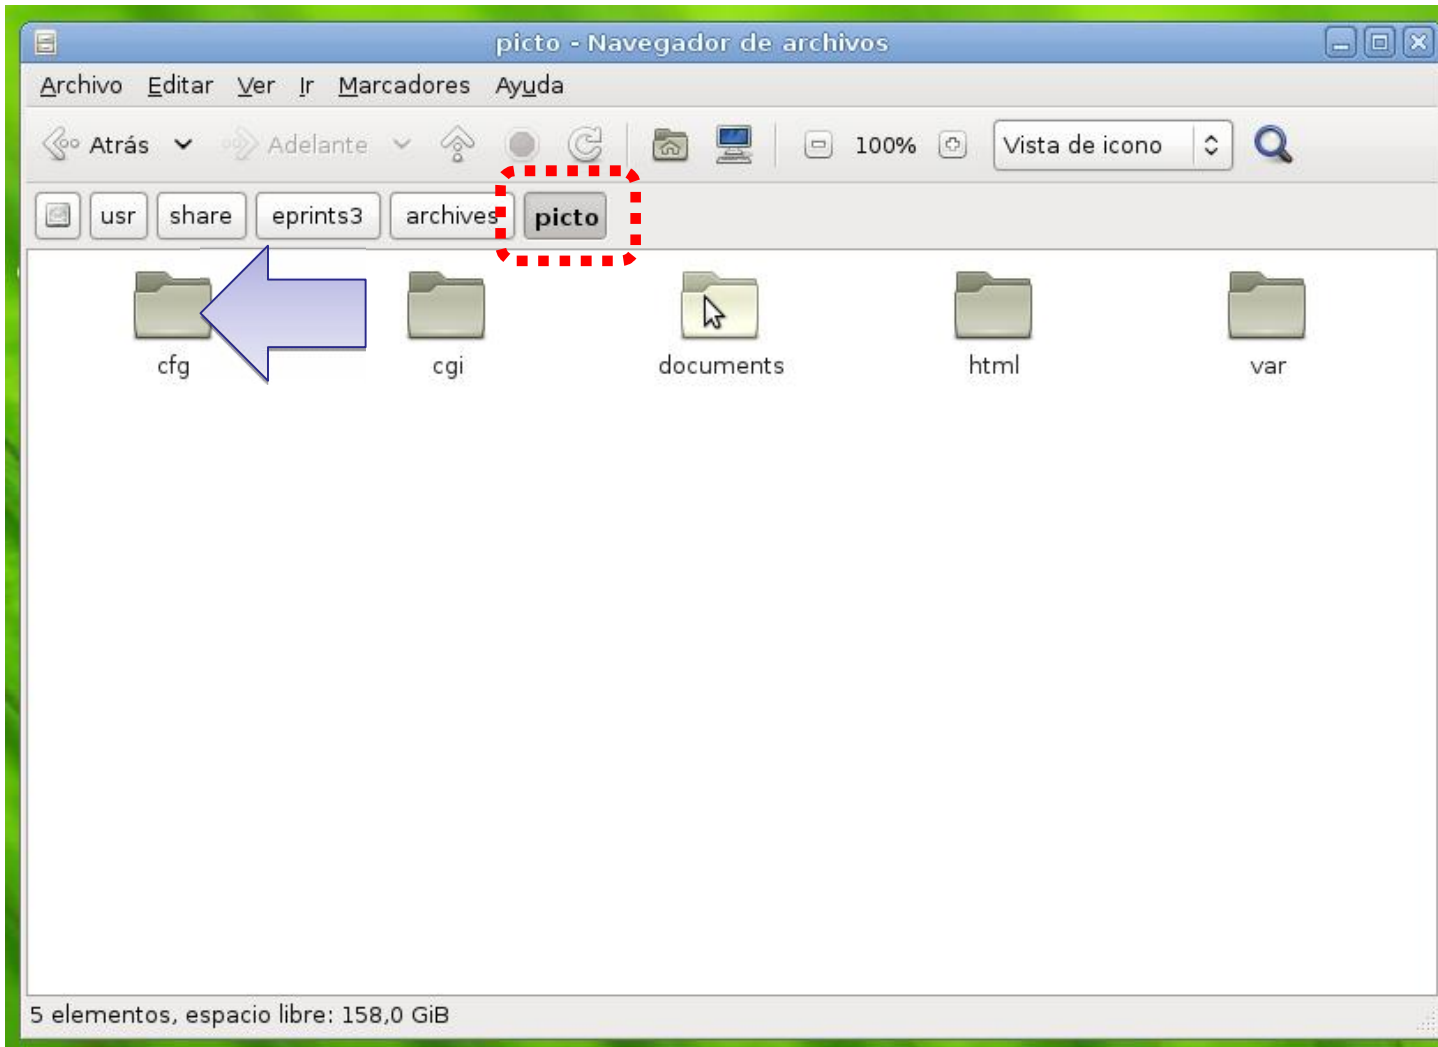 picto - Navegador de archivos
Archivo Editar Ver Ir Marcadores Ayuda
Atrás Adelante 100% Vista de icono
usr share eprints3 archives picto
cfg cgi documents html var
5 elementos, espacio libre: 158,0 GiB